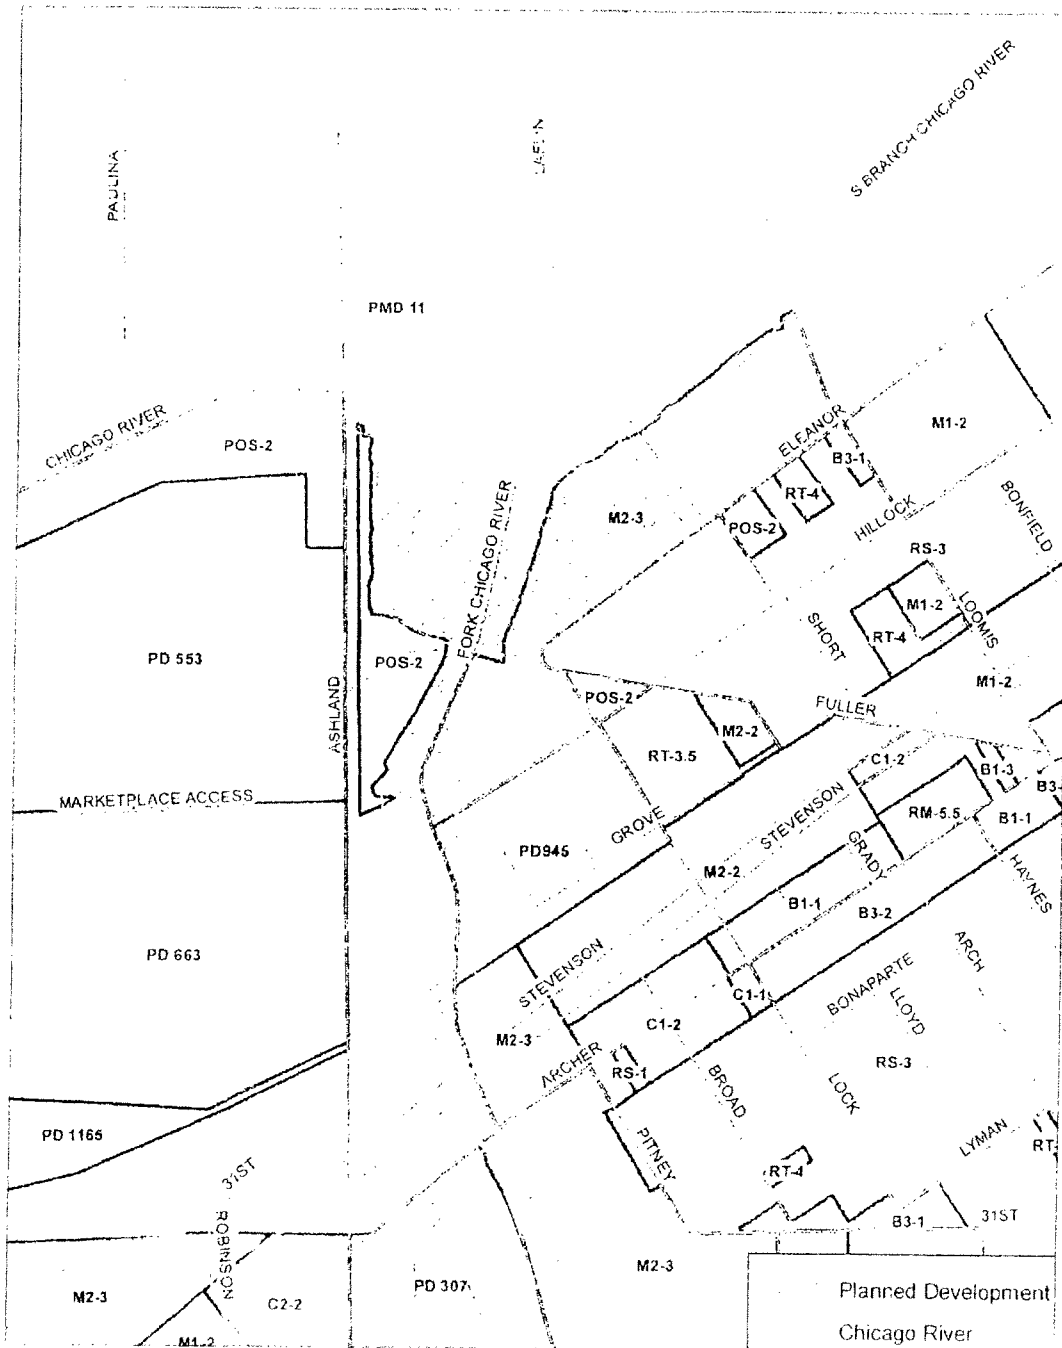 S BRANCH CHICAGO RIVER
PAULINA
LAFLIN
PMD 11
CHICAGO RIVER
POS-2
ELEANOR
M1-2
B3-1
RT-4
POS-2
HILLOCK
BONFIELD
M2-3
FORK CHICAGO RIVER
RS-3
M1-2
LOOMIS
RT-4
SHORT
PD 553
POS-2
ASHLAND
POS-2
M1-2
FULLER
M2-2
RT-3.5
C1-2
B1-3
B3-
MARKETPLACE ACCESS
GROVE
STEVENSON
RM-5.5
B1-1
PD945
GRADY
M2-2
HAYNES
B1-1
B3-2
PD 663
STEVENSON
ARCH
BONAPARTE
LLOYD
C1-1
C1-2
M2-3
ARCHER
RS-1
BROAD
LOCK
RS-3
PD 1165
PITNEY
LYMAN
RT-
RT-4
31ST
B3-1
31ST
ROBINSON
M2-3
PD 307
M2-3
C2-2
M1-2
Planned Development
Chicago River